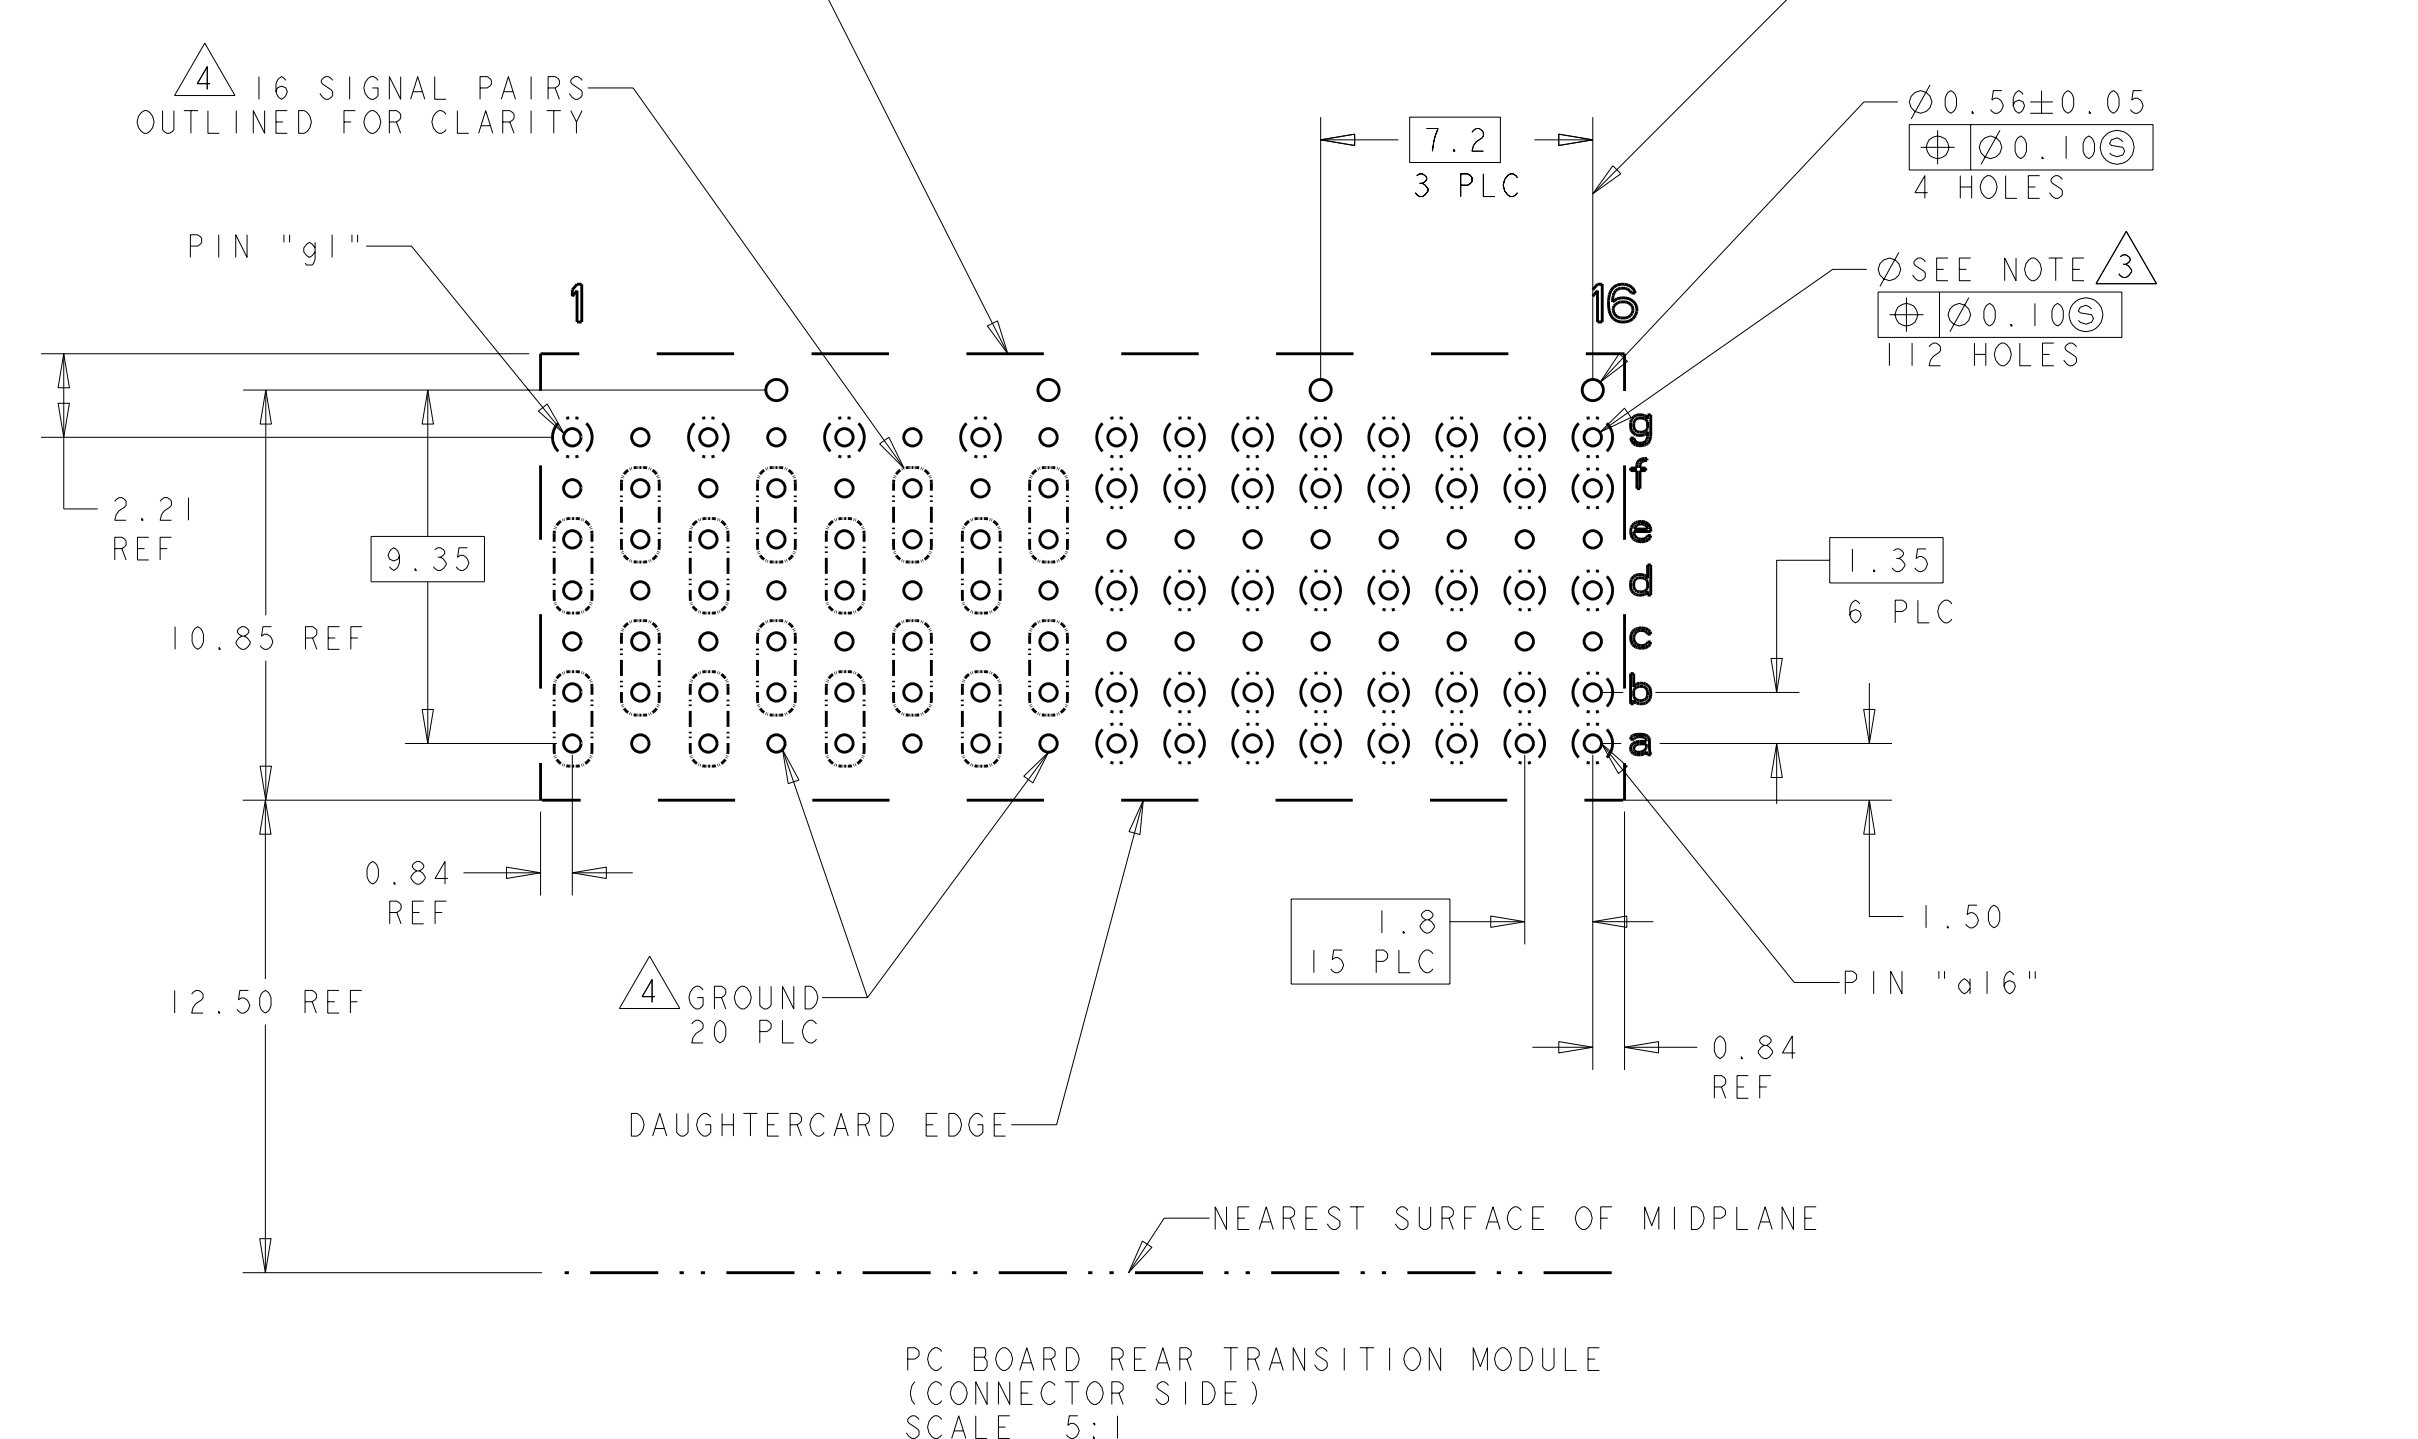 4 16 SIGNAL PAIRS
OUTLINED FOR CLARITY
7.2
3 PLC
Ø0.56±0.05
⌖ Ø0.10Ⓢ
4 HOLES
PIN "g1"
ØSEE NOTE 3
⌖ Ø0.10Ⓢ
112 HOLES
1
16
g
f
e
d
c
b
a
2.21
REF
9.35
10.85 REF
1.35
6 PLC
0.84
REF
1.8
15 PLC
1.50
PIN "a16"
4 GROUND
20 PLC
12.50 REF
0.84
REF
DAUGHTERCARD EDGE
NEAREST SURFACE OF MIDPLANE
PC BOARD REAR TRANSITION MODULE
(CONNECTOR SIDE)
SCALE 5:1